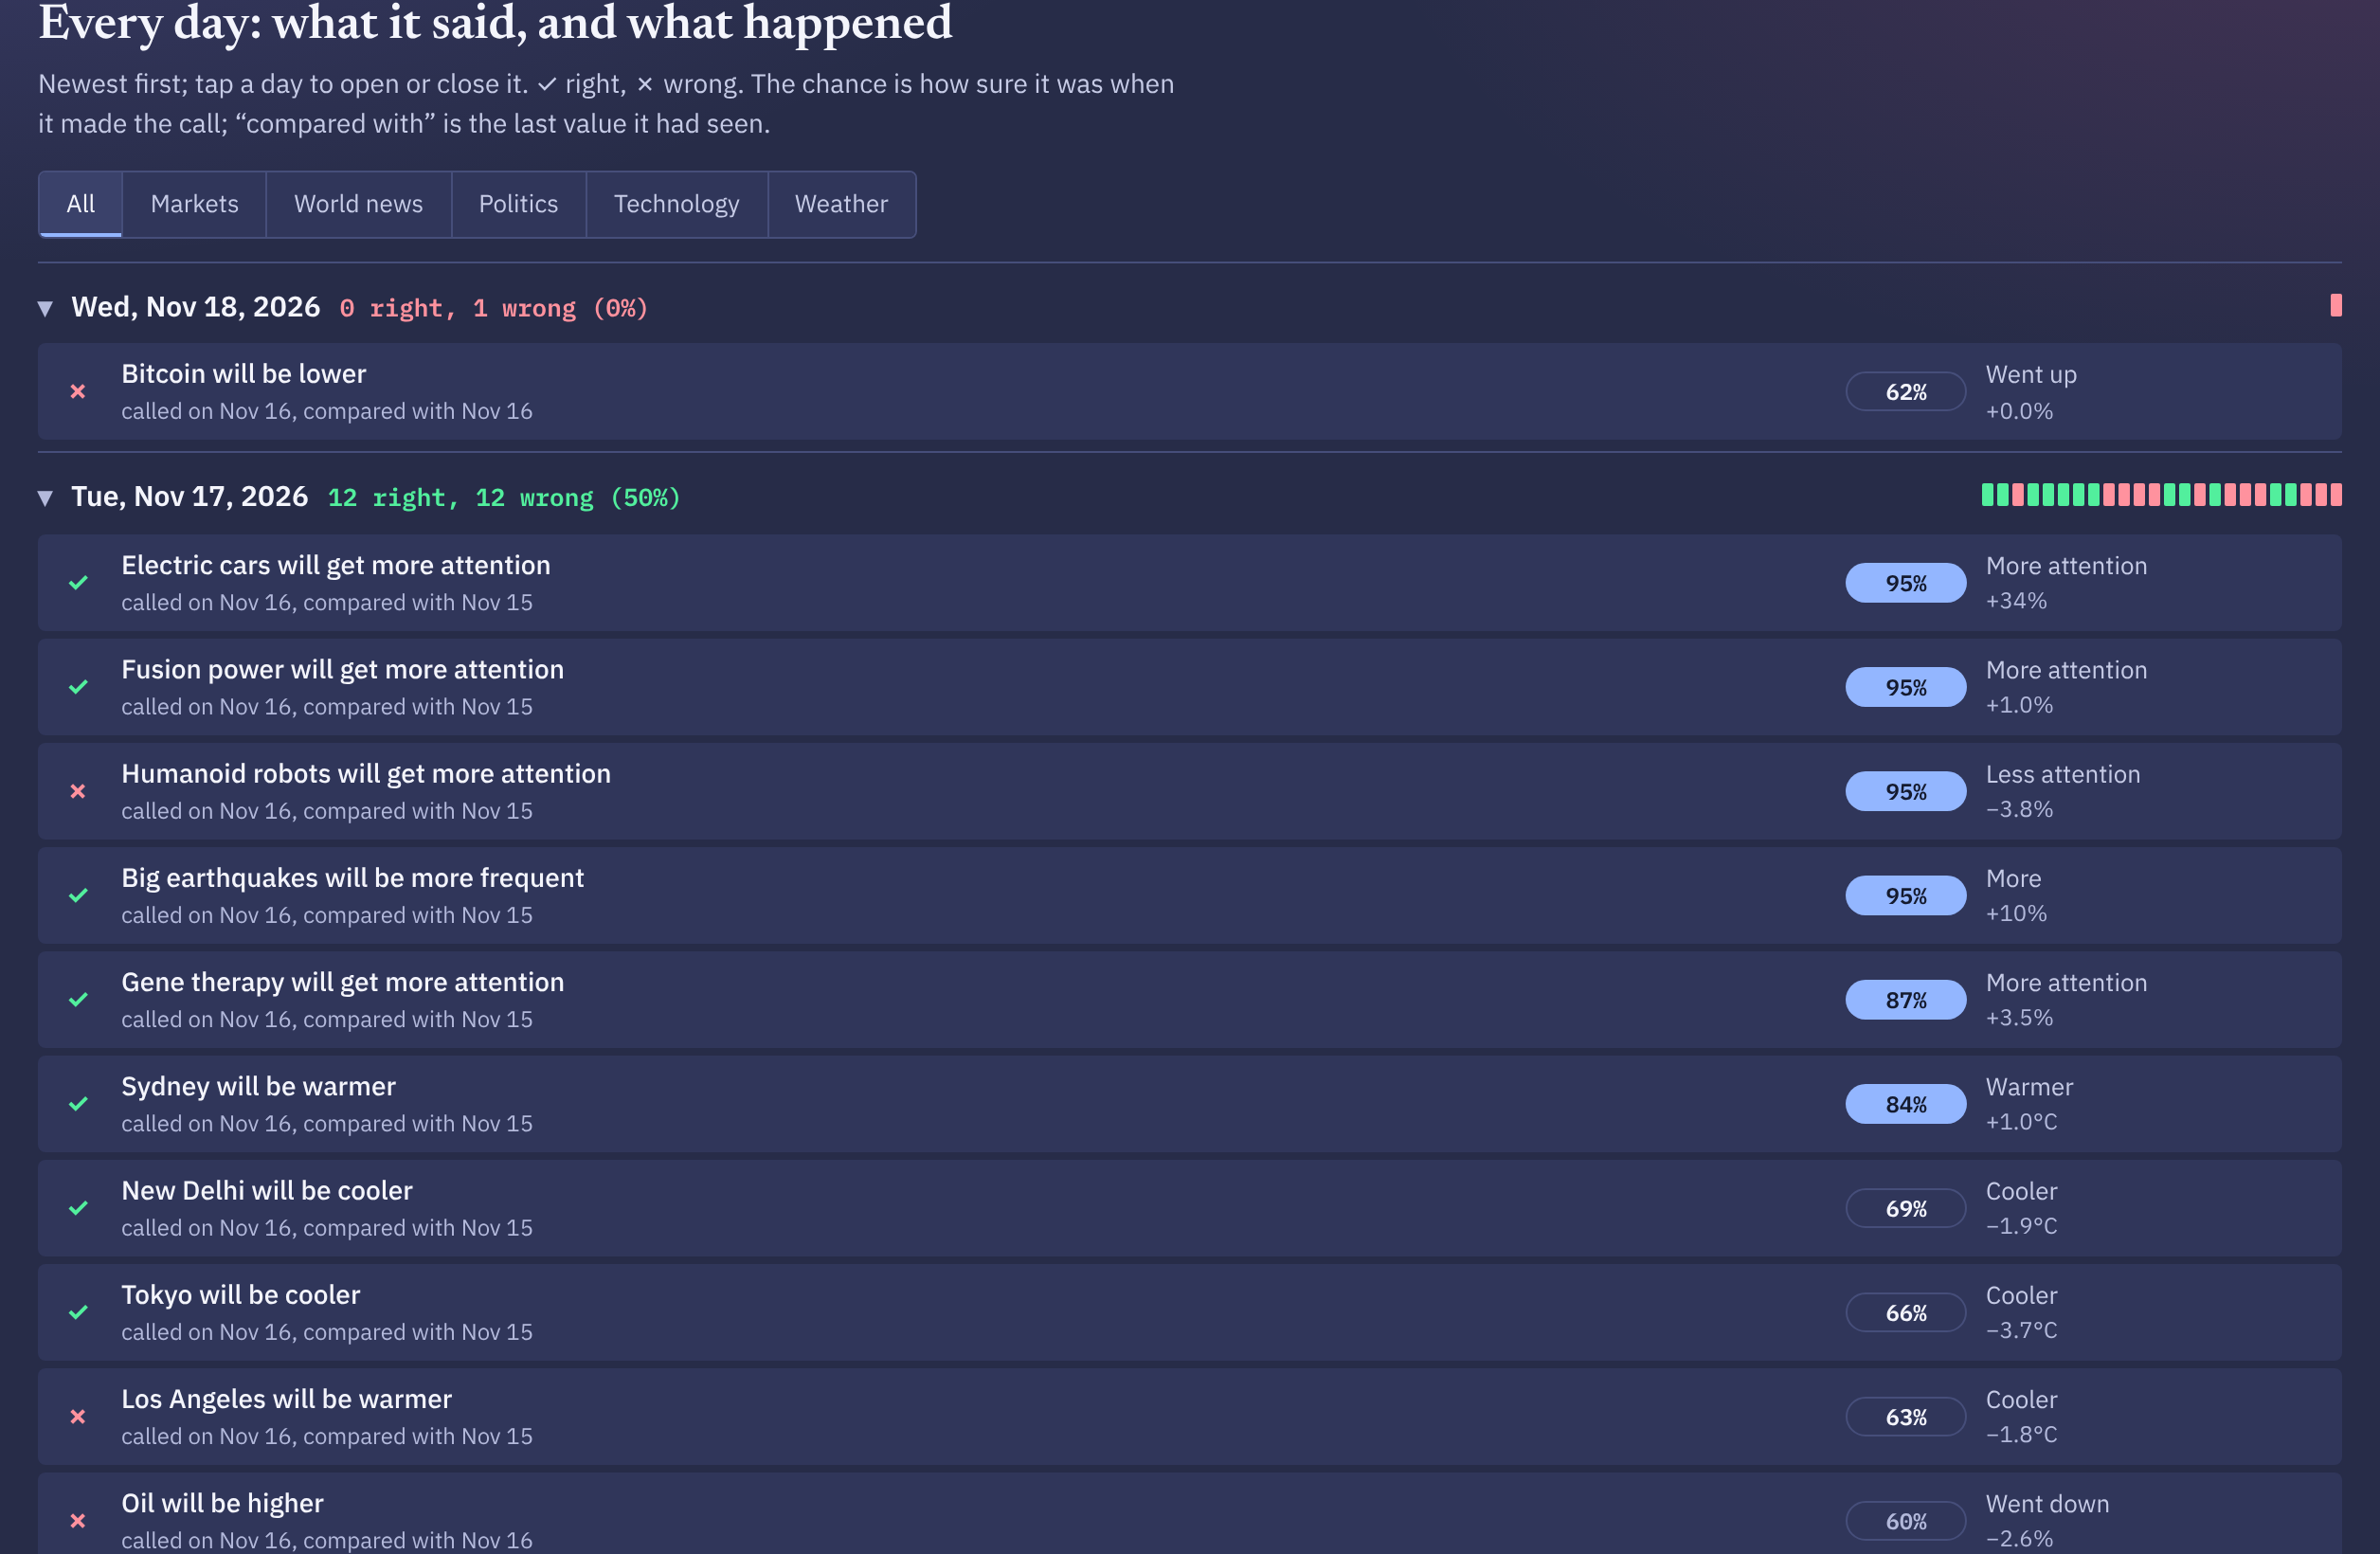 Every day: what it said, and what happened
Newest first; tap a day to open or close it. ✓ right, × wrong. The chance is how sure it was when
it made the call; “compared with” is the last value it had seen.
All Markets World news Politics Technology Weather
▼ Wed, Nov 18, 2026 0 right, 1 wrong (0%)
× Bitcoin will be lower
called on Nov 16, compared with Nov 16
62%
Went up
+0.0%
▼ Tue, Nov 17, 2026 12 right, 12 wrong (50%)
✓ Electric cars will get more attention
called on Nov 16, compared with Nov 15
95%
More attention
+34%
✓ Fusion power will get more attention
called on Nov 16, compared with Nov 15
95%
More attention
+1.0%
× Humanoid robots will get more attention
called on Nov 16, compared with Nov 15
95%
Less attention
−3.8%
✓ Big earthquakes will be more frequent
called on Nov 16, compared with Nov 15
95%
More
+10%
✓ Gene therapy will get more attention
called on Nov 16, compared with Nov 15
87%
More attention
+3.5%
✓ Sydney will be warmer
called on Nov 16, compared with Nov 15
84%
Warmer
+1.0°C
✓ New Delhi will be cooler
called on Nov 16, compared with Nov 15
69%
Cooler
−1.9°C
✓ Tokyo will be cooler
called on Nov 16, compared with Nov 15
66%
Cooler
−3.7°C
× Los Angeles will be warmer
called on Nov 16, compared with Nov 15
63%
Cooler
−1.8°C
× Oil will be higher
called on Nov 16, compared with Nov 16
60%
Went down
−2.6%